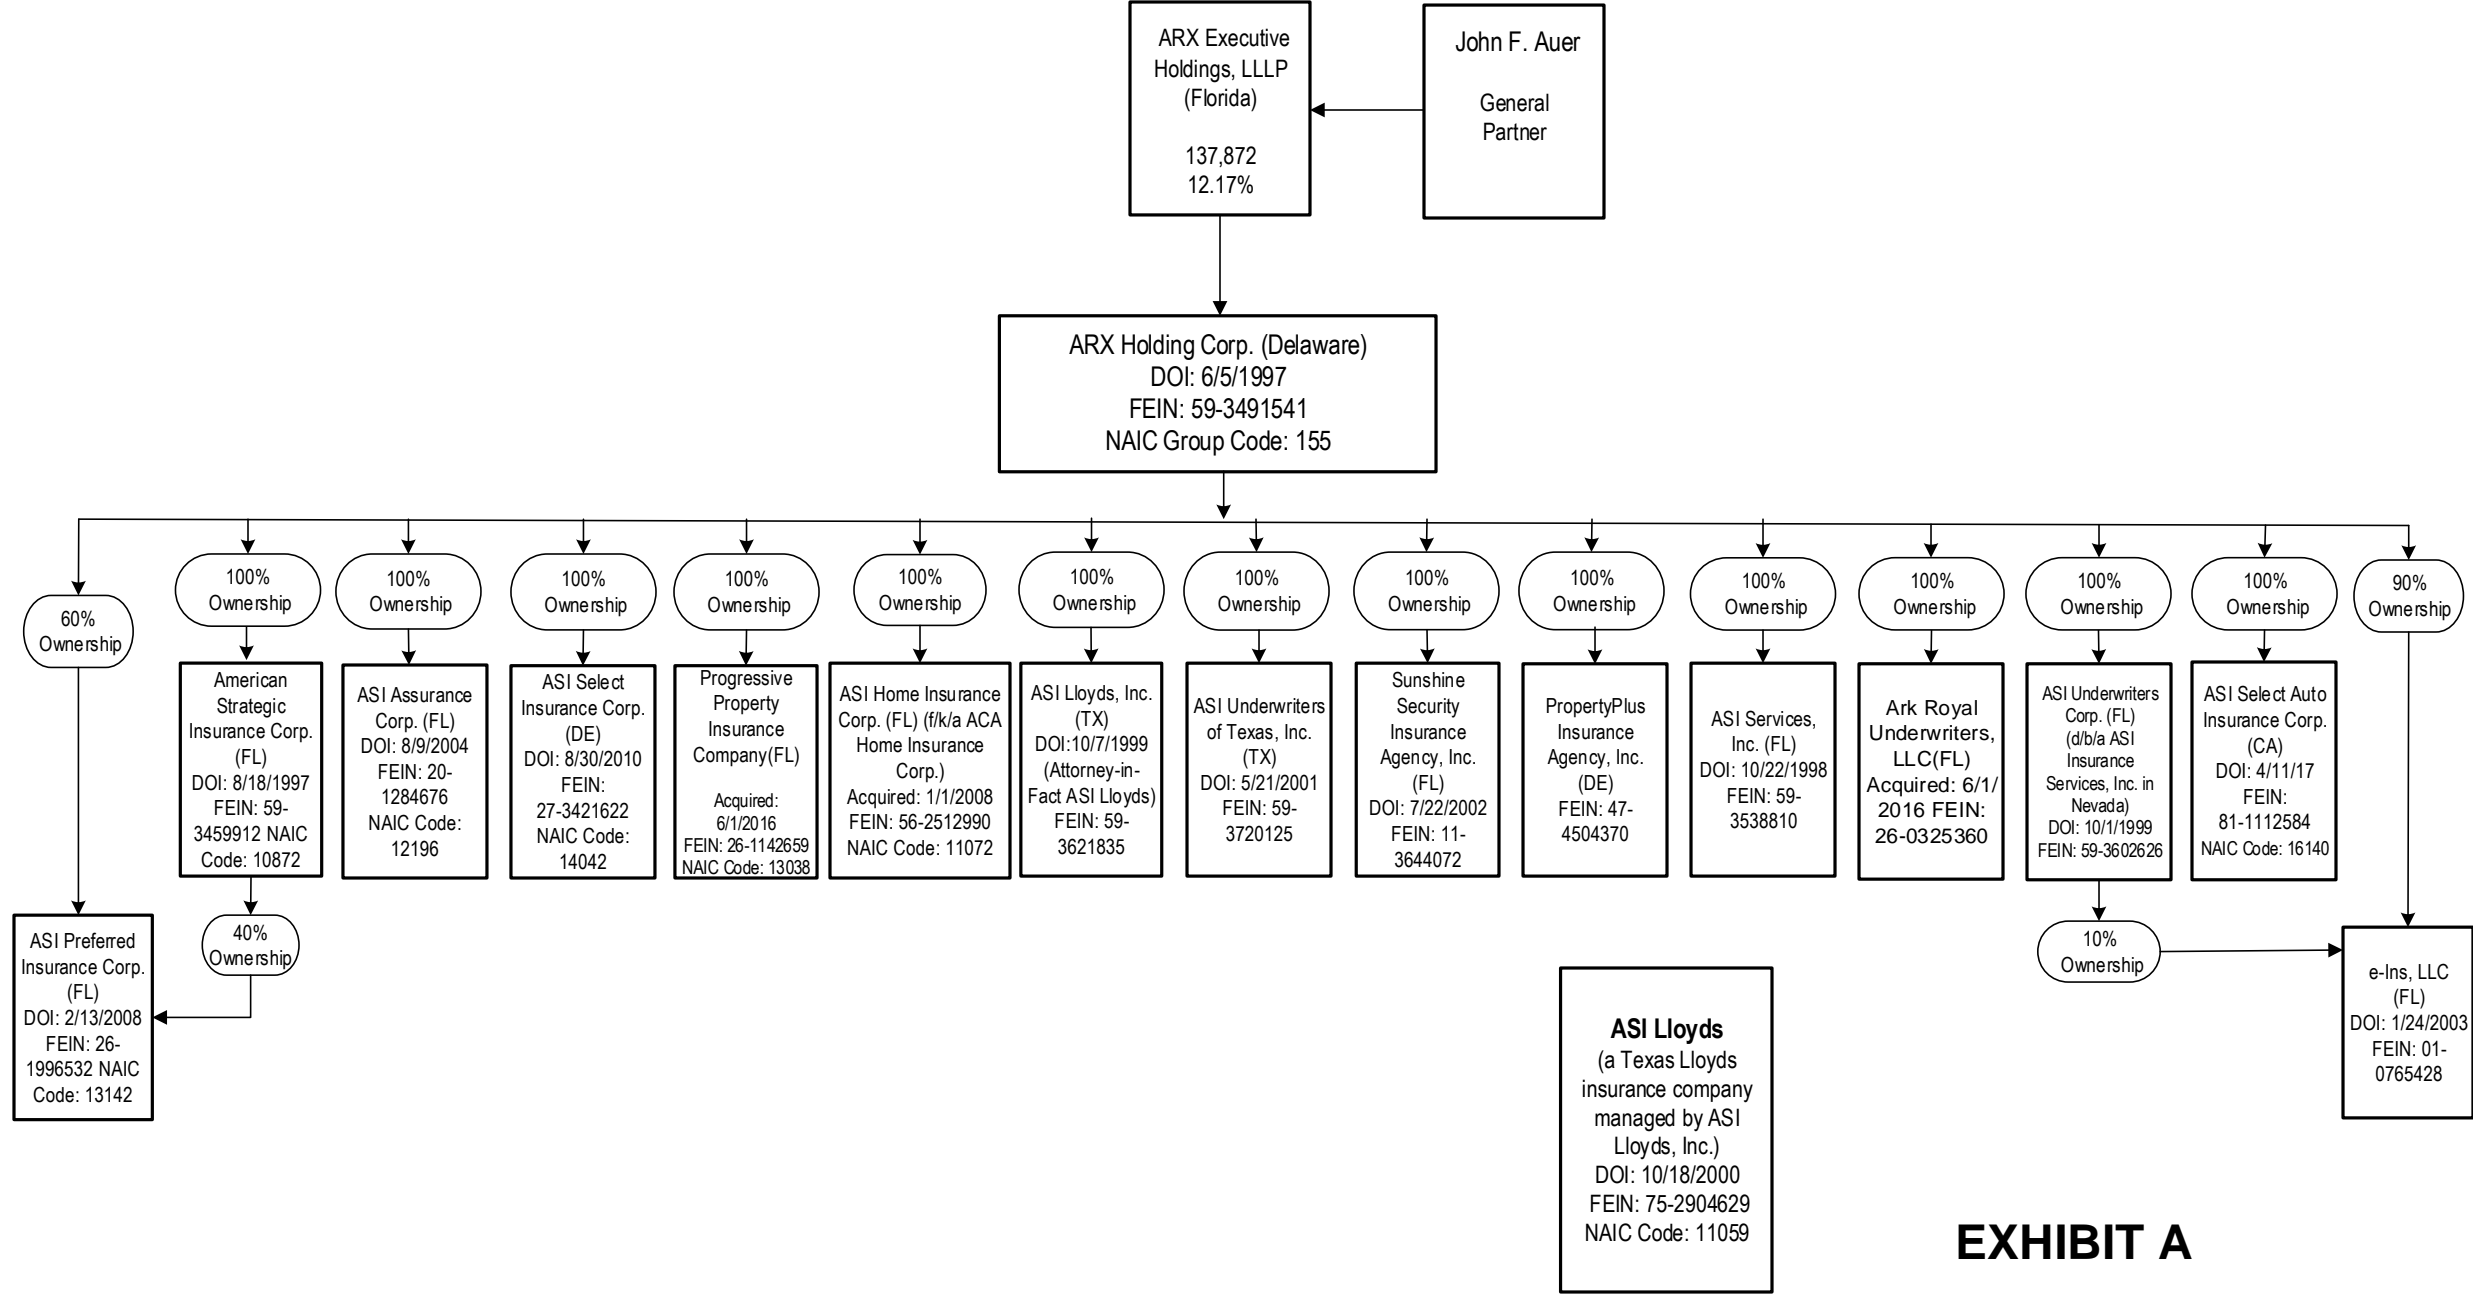 ARX Executive
Holdings, LLLP
(Florida)
137,872
12.17%
John F. Auer
General
Partner
ARX Holding Corp. (Delaware)
DOI: 6/5/1997
FEIN: 59-3491541
NAIC Group Code: 155
60%
Ownership
100%
Ownership
100%
Ownership
100%
Ownership
100%
Ownership
100%
Ownership
100%
Ownership
100%
Ownership
100%
Ownership
100%
Ownership
100%
Ownership
100%
Ownership
100%
Ownership
100%
Ownership
90%
Ownership
American
Strategic
Insurance Corp.
(FL)
DOI: 8/18/1997
FEIN: 59-
3459912 NAIC
Code: 10872
ASI Assurance
Corp. (FL)
DOI: 8/9/2004
FEIN: 20-
1284676
NAIC Code:
12196
ASI Select
Insurance Corp.
(DE)
DOI: 8/30/2010
FEIN:
27-3421622
NAIC Code:
14042
Progressive
Property
Insurance
Company(FL)
Acquired:
6/1/2016
FEIN: 26-1142659
NAIC Code: 13038
ASI Home Insurance
Corp. (FL) (f/k/a ACA
Home Insurance
Corp.)
Acquired: 1/1/2008
FEIN: 56-2512990
NAIC Code: 11072
ASI Lloyds, Inc.
(TX)
DOI:10/7/1999
(Attorney-in-
Fact ASI Lloyds)
FEIN: 59-
3621835
ASI Underwriters
of Texas, Inc.
(TX)
DOI: 5/21/2001
FEIN: 59-
3720125
Sunshine
Security
Insurance
Agency, Inc.
(FL)
DOI: 7/22/2002
FEIN: 11-
3644072
PropertyPlus
Insurance
Agency, Inc.
(DE)
FEIN: 47-
4504370
ASI Services,
Inc. (FL)
DOI: 10/22/1998
FEIN: 59-
3538810
Ark Royal
Underwriters,
LLC(FL)
Acquired: 6/1/
2016 FEIN:
26-0325360
ASI Underwriters
Corp. (FL)
(d/b/a ASI
Insurance
Services, Inc. in
Nevada)
DOI: 10/1/1999
FEIN: 59-3602626
ASI Select Auto
Insurance Corp.
(CA)
DOI: 4/11/17
FEIN:
81-1112584
NAIC Code: 16140
ASI Preferred
Insurance Corp.
(FL)
DOI: 2/13/2008
FEIN: 26-
1996532 NAIC
Code: 13142
40%
Ownership
10%
Ownership
e-Ins, LLC
(FL)
DOI: 1/24/2003
FEIN: 01-
0765428
ASI Lloyds
(a Texas Lloyds
insurance company
managed by ASI
Lloyds, Inc.)
DOI: 10/18/2000
FEIN: 75-2904629
NAIC Code: 11059
EXHIBIT A